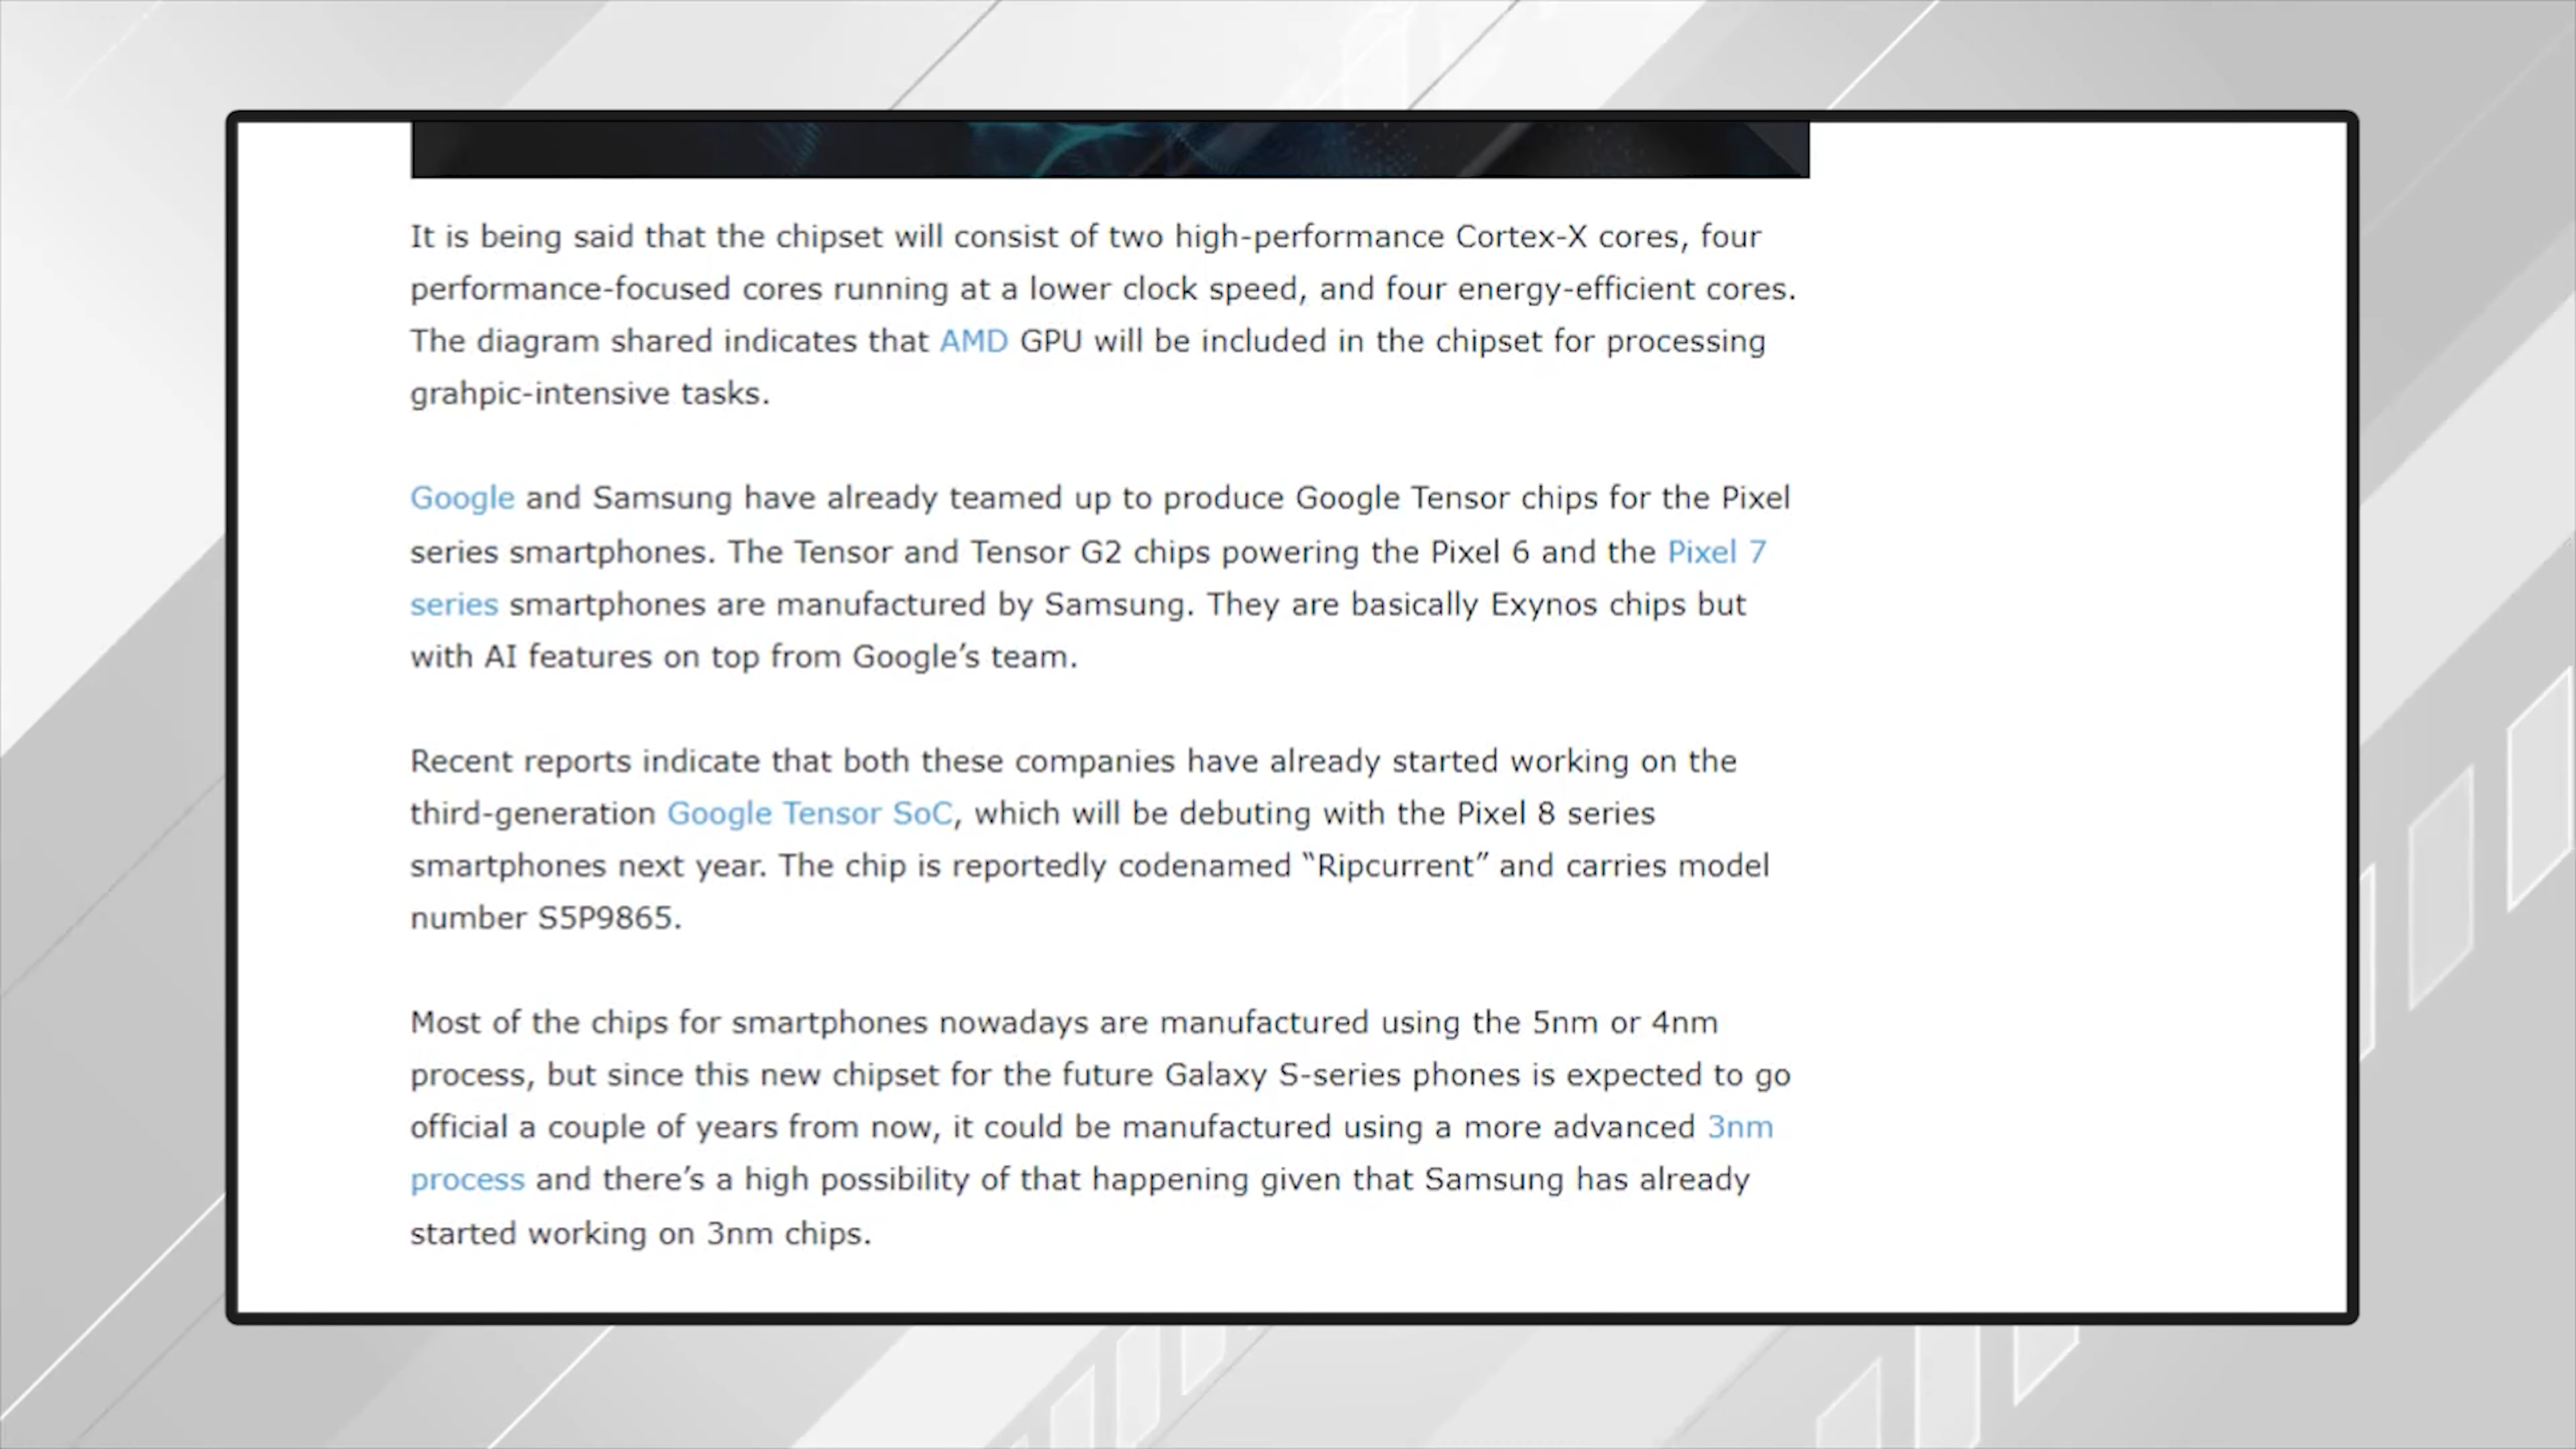 It is being said that the chipset will consist of two high-performance Cortex-X cores, four
performance-focused cores running at a lower clock speed, and four energy-efficient cores.
The diagram shared indicates that AMD GPU will be included in the chipset for processing
grahpic-intensive tasks.
Google and Samsung have already teamed up to produce Google Tensor chips for the Pixel
series smartphones. The Tensor and Tensor G2 chips powering the Pixel 6 and the Pixel 7
series smartphones are manufactured by Samsung. They are basically Exynos chips but
with AI features on top from Google’s team.
Recent reports indicate that both these companies have already started working on the
third-generation Google Tensor SoC, which will be debuting with the Pixel 8 series
smartphones next year. The chip is reportedly codenamed “Ripcurrent” and carries model
number S5P9865.
Most of the chips for smartphones nowadays are manufactured using the 5nm or 4nm
process, but since this new chipset for the future Galaxy S-series phones is expected to go
official a couple of years from now, it could be manufactured using a more advanced 3nm
process and there’s a high possibility of that happening given that Samsung has already
started working on 3nm chips.